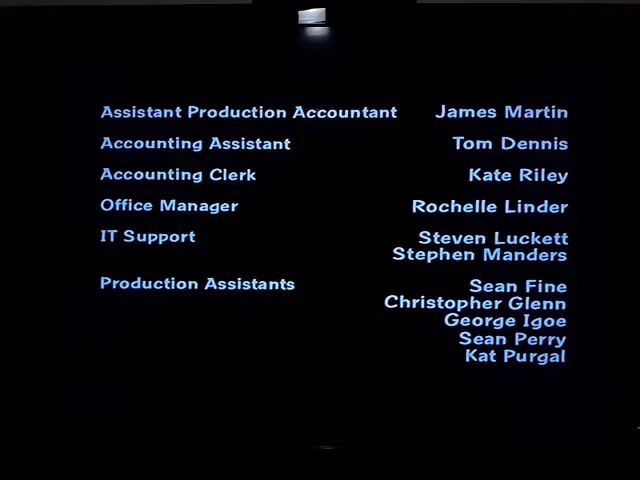 Assistant Production Accountant James Martin
Accounting Assistant Tom Dennis
Accounting Clerk Kate Riley
Office Manager Rochelle Linder
IT Support Steven Luckett
Stephen Manders
Production Assistants Sean Fine
Christopher Glenn
George Igoe
Sean Perry
Kat Purgal